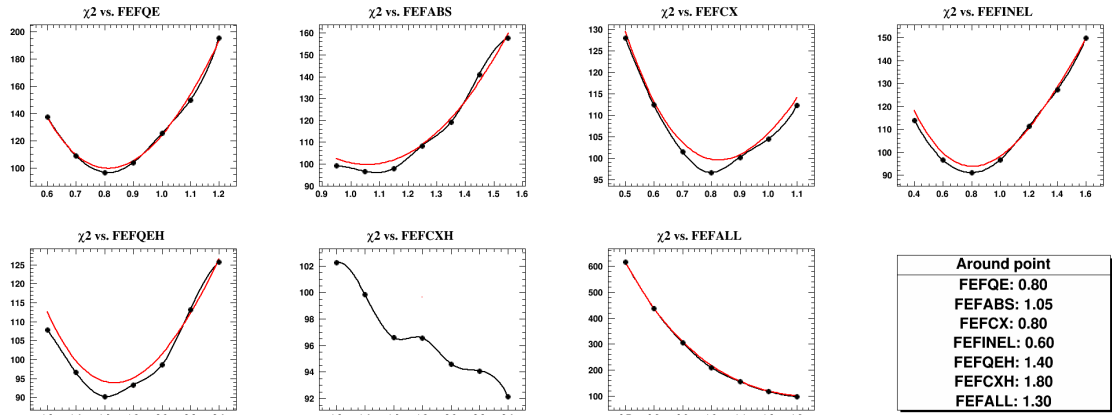 χ2 vs. FEFQE
200
180
160
140
120
100
0.6 0.7 0.8 0.9 1.0 1.1 1.2
χ2 vs. FEFABS
160
150
140
130
120
110
100
90
0.9 1.0 1.1 1.2 1.3 1.4 1.5 1.6
χ2 vs. FEFCX
130
125
120
115
110
105
100
95
0.5 0.6 0.7 0.8 0.9 1.0 1.1
χ2 vs. FEFINEL
150
140
130
120
110
100
90
0.4 0.6 0.8 1.0 1.2 1.4 1.6
χ2 vs. FEFQEH
125
120
115
110
105
100
95
90
χ2 vs. FEFCXH
102
100
98
96
94
92
χ2 vs. FEFALL
600
500
400
300
200
100
Around point
FEFQE: 0.80
FEFABS: 1.05
FEFCX: 0.80
FEFINEL: 0.60
FEFQEH: 1.40
FEFCXH: 1.80
FEFALL: 1.30